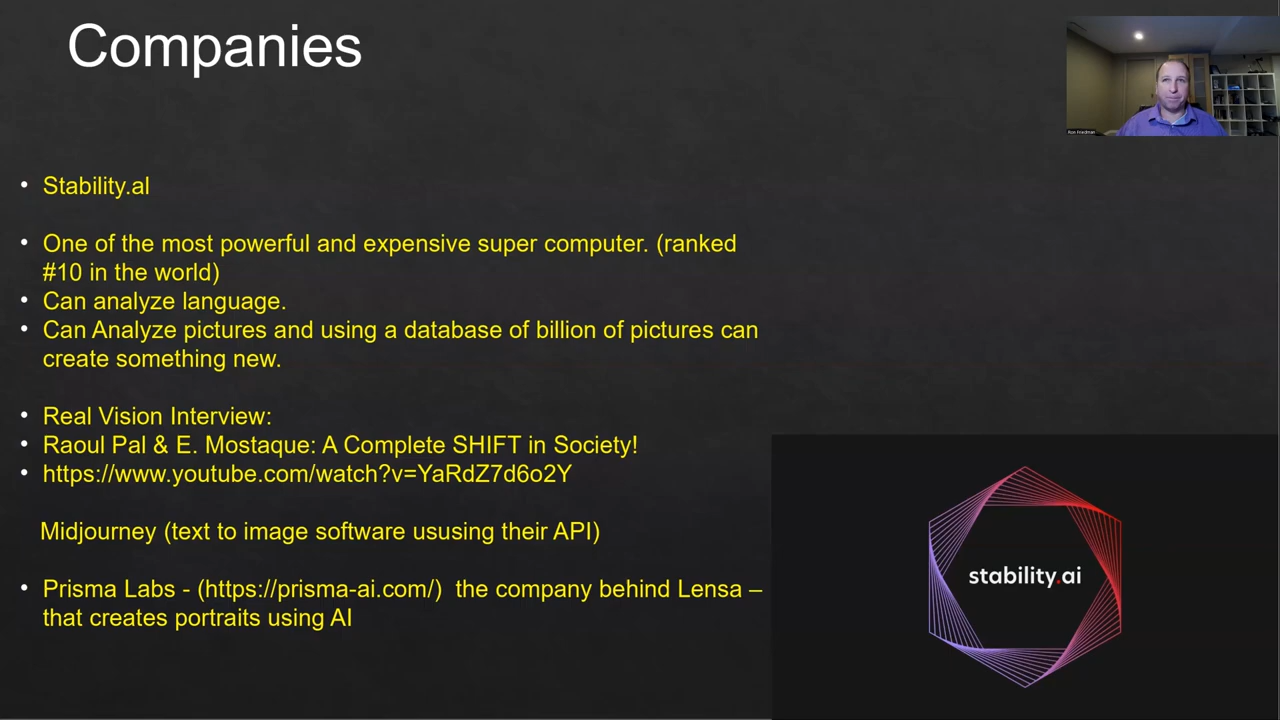 Companies
Ron Friedman
Stability.aI
One of the most powerful and expensive super computer. (ranked
#10 in the world)
Can analyze language.
Can Analyze pictures and using a database of billion of pictures can
create something new.
Real Vision Interview:
Raoul Pal & E. Mostaque: A Complete SHIFT in Society!
https://www.youtube.com/watch?v=YaRdZ7d6o2Y
Midjourney (text to image software ususing their API)
Prisma Labs - (https://prisma-ai.com/)  the company behind Lensa –
that creates portraits using AI
stability.ai